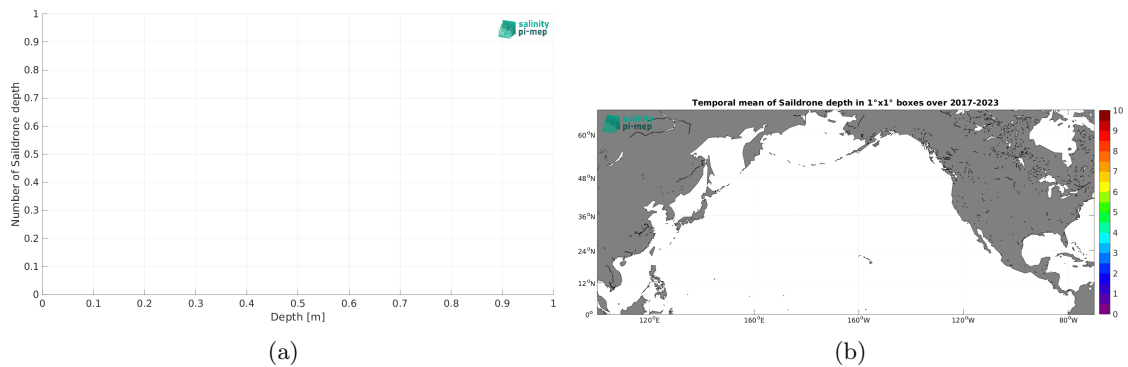 1
0.9
0.8
0.7
0.6
0.5
0.4
0.3
0.2
0.1
0
Number of Saildrone depth
0 0.1 0.2 0.3 0.4 0.5 0.6 0.7 0.8 0.9 1
Depth [m]
salinity
pi-mep
(a)
Temporal mean of Saildrone depth in 1°x1° boxes over 2017-2023
salinity
pi-mep
60°N
48°N
36°N
24°N
12°N
0°
120°E 160°E 160°W 120°W 80°W
10
9
8
7
6
5
4
3
2
1
0
(b)